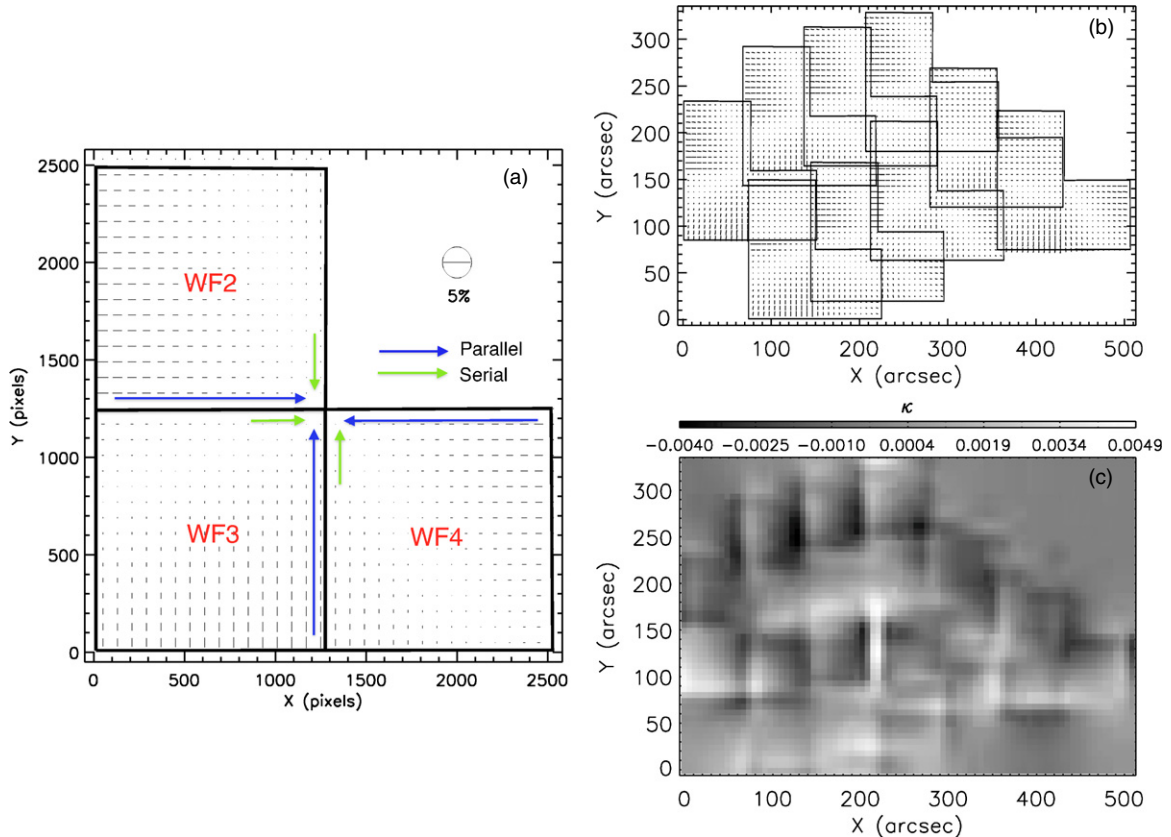 (a)
2500
2000
1500
1000
500
0
Y (pixels)
WF2
5%
Parallel
Serial
WF3
WF4
0 500 1000 1500 2000 2500
X (pixels)
(b)
300
250
200
150
100
50
0
Y (arcsec)
0 100 200 300 400 500
X (arcsec)
κ
−0.0040 −0.0025 −0.0010 0.0004 0.0019 0.0034 0.0049
(c)
300
250
200
150
100
50
0
Y (arcsec)
0 100 200 300 400 500
X (arcsec)